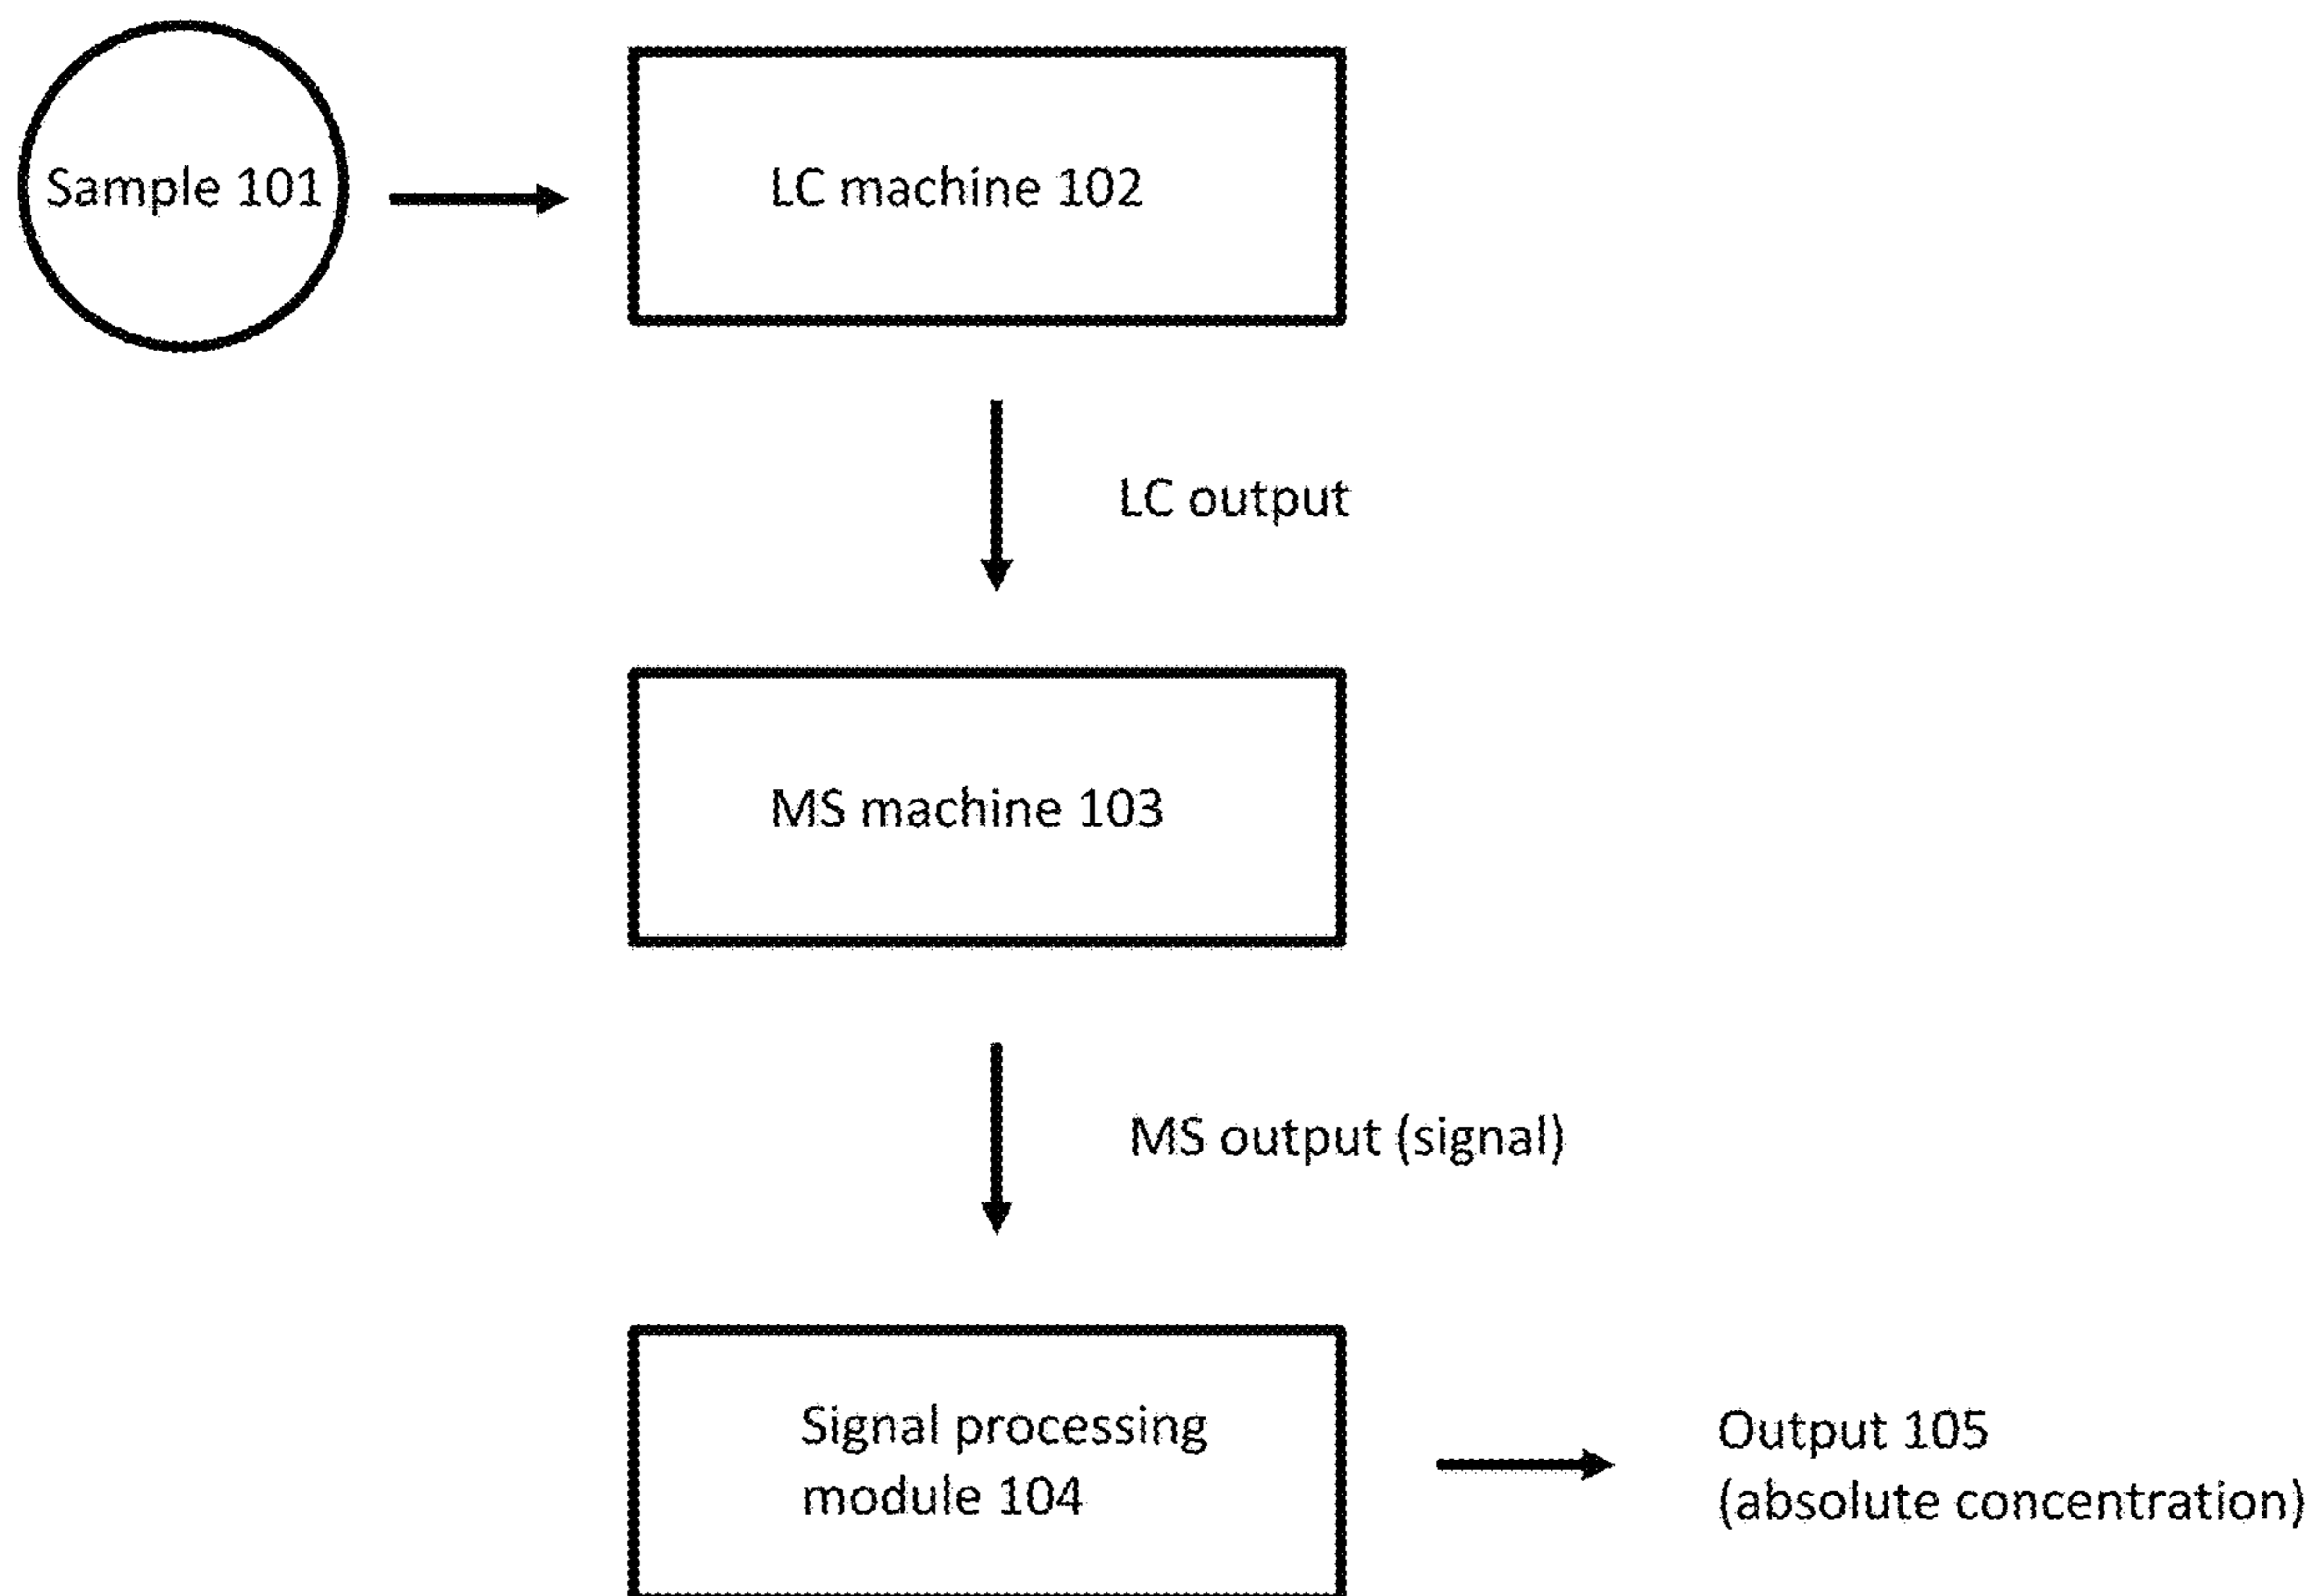 Sample 101
LC machine 102
LC output
MS machine 103
MS output (signal)
Signal processing
module 104
Output 105
(absolute concentration)